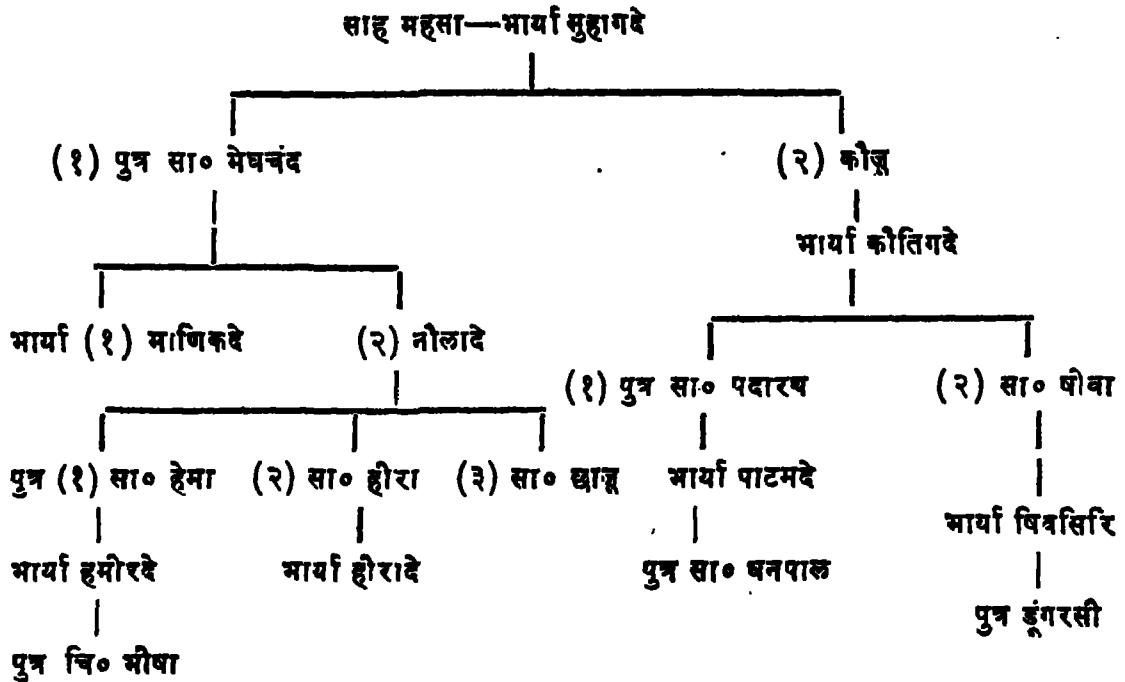 साह महसा—भार्या सुहागदे
(१) पुत्र सा० मेघचंद (२) कौजू
भार्या कौतिगदे
भार्या (१) माणिकदे (२) नौलादे
(१) पुत्र सा० पदारथ (२) सा० षोवा
पुत्र (१) सा० हेमा (२) सा० हीरा (३) सा० छाजू भार्या पाटमदे
भार्या षिवसिरि
भार्या हमीरदे भार्या हीरादे पुत्र सा० धनपाल
पुत्र डूंगरसी
पुत्र चि० भीषा